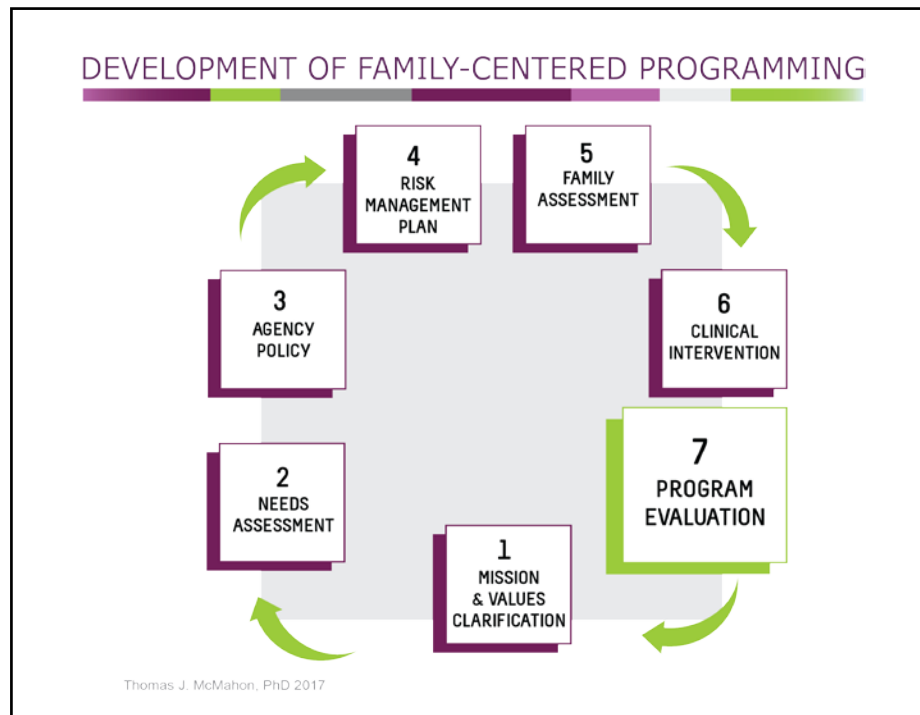 DEVELOPMENT OF FAMILY-CENTERED PROGRAMMING
4
RISK
MANAGEMENT
PLAN
5
FAMILY
ASSESSMENT
3
AGENCY
POLICY
6
CLINICAL
INTERVENTION
2
NEEDS
ASSESSMENT
7
PROGRAM
EVALUATION
1
MISSION
& VALUES
CLARIFICATION
Thomas J. McMahon, PhD 2017